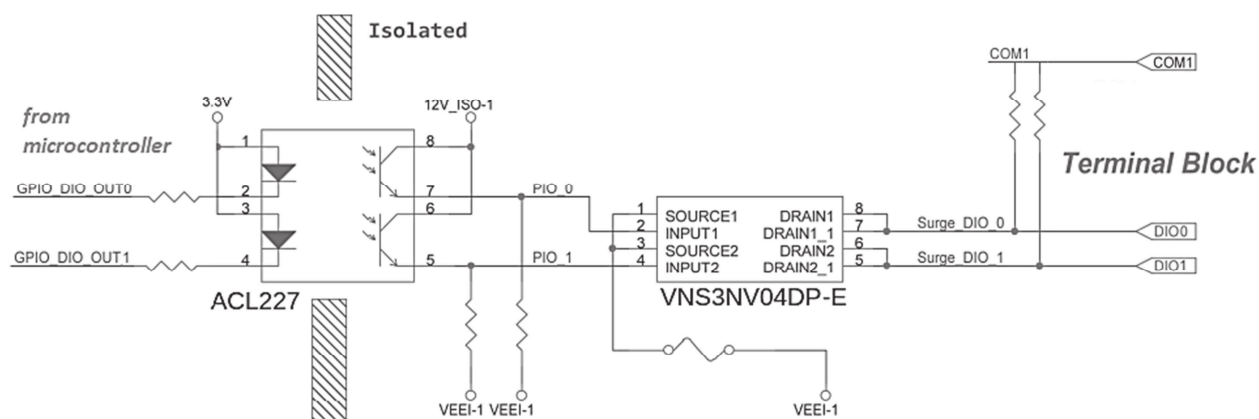 Isolated
COM1
COM1
from
microcontroller
3.3V
12V_ISO-1
1
8
Terminal Block
GPIO_DIO_OUT0
2
7
PIO_0
3
6
1
SOURCE1
DRAIN1
8
2
INPUT1
DRAIN1_1
7
Surge_DIO_0
DIO0
3
SOURCE2
DRAIN2
6
GPIO_DIO_OUT1
4
5
PIO_1
4
INPUT2
DRAIN2_1
5
Surge_DIO_1
DIO1
ACL227
VNS3NV04DP-E
VEEI-1
VEEI-1
VEEI-1